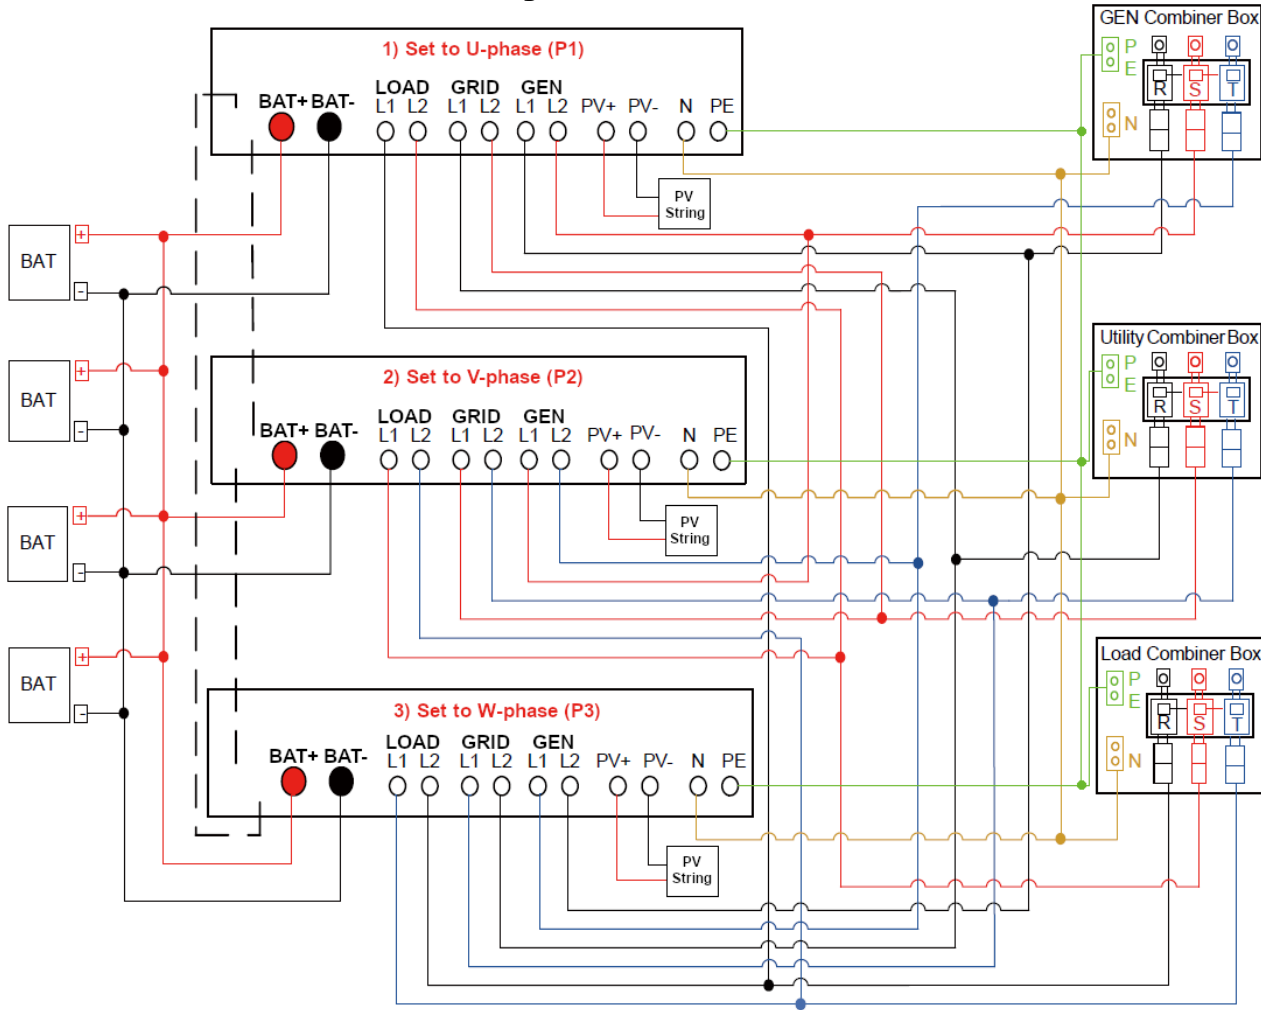 GEN Combiner Box
P
E
R S T
N
1) Set to U-phase (P1)
LOAD GRID GEN
BAT+ BAT- L1 L2 L1 L2 L1 L2 PV+ PV- N PE
PV
String
BAT
+
-
BAT
+
-
BAT
+
-
BAT
+
-
Utility Combiner Box
P
E
R S T
N
2) Set to V-phase (P2)
LOAD GRID GEN
BAT+ BAT- L1 L2 L1 L2 L1 L2 PV+ PV- N PE
PV
String
Load Combiner Box
P
E
R S T
N
3) Set to W-phase (P3)
LOAD GRID GEN
BAT+ BAT- L1 L2 L1 L2 L1 L2 PV+ PV- N PE
PV
String